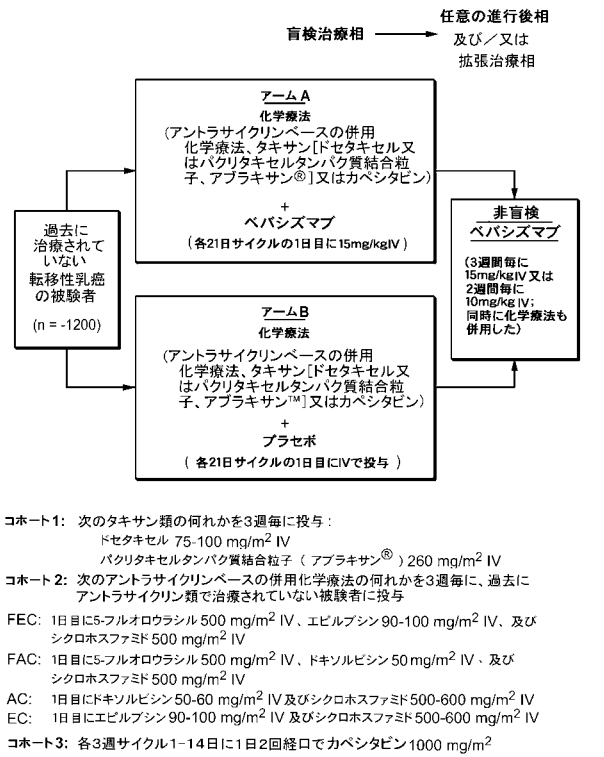 盲検治療相
任意の進行後相
及び／又は
拡張治療相
過去に
治療されて
いない
転移性乳癌
の被験者
(n = -1200)
アームA
化学療法
(アントラサイクリンベースの併用
化学療法、タキサン[ドセタキセル又
はパクリタキセルタンパク質結合粒
子、アブラキサン®]又はカペシタビン)
+
ベバシズマブ
(各21日サイクルの1日目に15mg/kgIV)
アームB
化学療法
(アントラサイクリンベースの併用
化学療法、タキサン[ドセタキセル又
はパクリタキセルタンパク質結合粒
子、アブラキサン™]又はカペシタビン)
+
プラセボ
( 各21日サイクルの1日目にIVで投与 )
非盲検
ベバシズマブ
(3週間毎に
15mg/kgIV又は
2週間毎に
10mg/kgIV;
同時に化学療法も
併用した)
コホート1: 次のタキサン類の何れかを3週毎に投与:
ドセタキセル 75-100 mg/m² IV
パクリタキセルタンパク質結合粒子 ( アブラキサン® ) 260 mg/m² IV
コホート2: 次のアントラサイクリンベースの併用化学療法の何れかを3週毎に、過去に
アントラサイクリン類で治療されていない被験者に投与
FEC: 1日目に5-フルオロウラシル 500 mg/m² IV、エピルブシン 90-100 mg/m² IV、及び
シクロホスファミド 500 mg/m² IV
FAC: 1日目に5-フルオロウラシル 500 mg/m² IV、ドキソルビシン 50 mg/m² IV、及び
シクロホスファミド 500 mg/m² IV
AC: 1日目にドキソルビシン 50-60 mg/m² IV 及びシクロホスファミド 500-600 mg/m² IV
EC: 1日目にエピルブシン 90-100 mg/m² IV 及びシクロホスファミド 500-600 mg/m² IV
コホート3: 各3週サイクル1-14日に1日2回経口でカペシタビン 1000 mg/m²